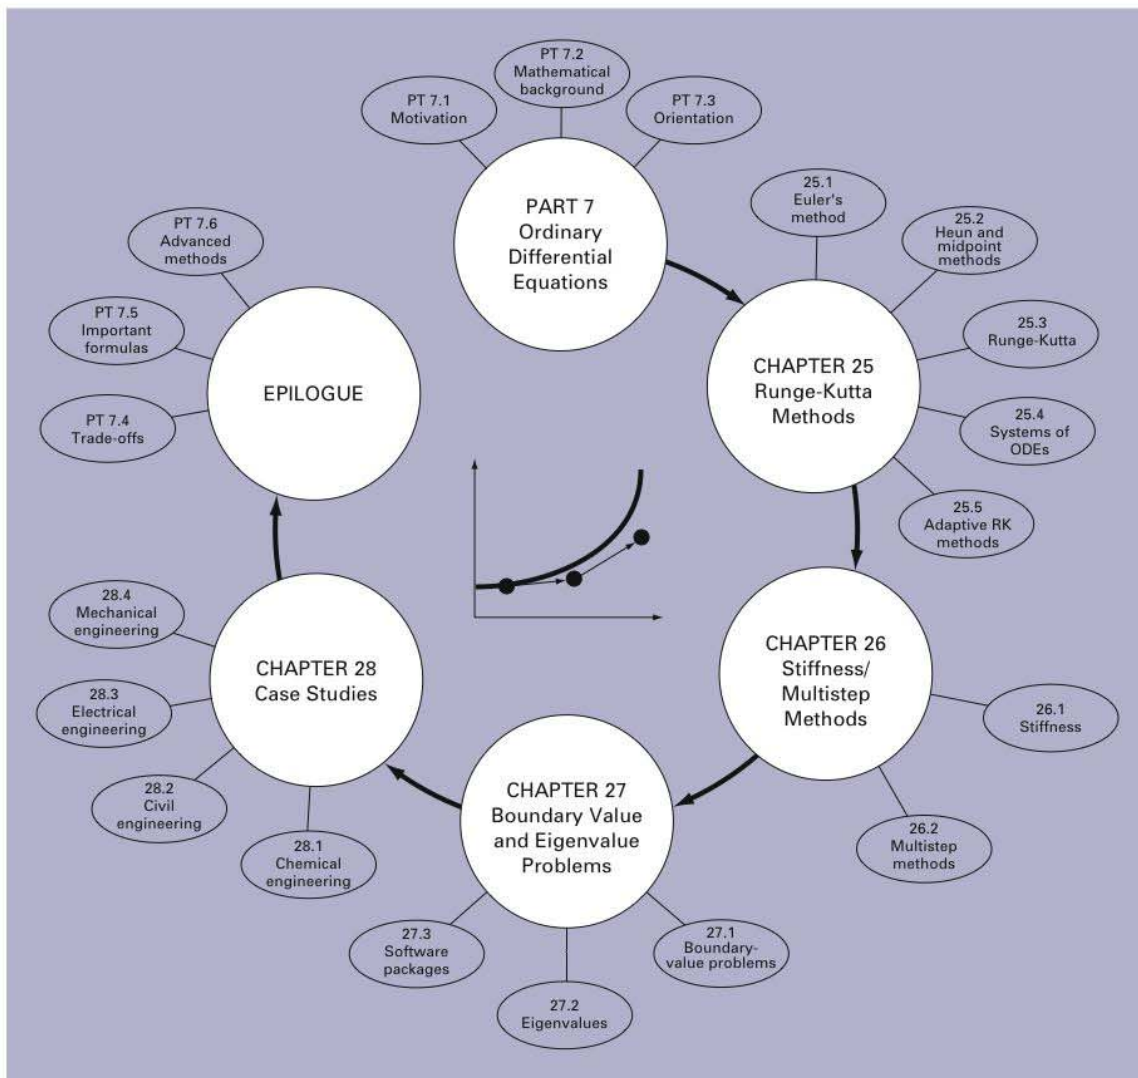 PT 7.1
Motivation
PT 7.2
Mathematical
background
PT 7.3
Orientation
PART 7
Ordinary
Differential
Equations
25.1
Euler's
method
25.2
Heun and
midpoint
methods
25.3
Runge-Kutta
25.4
Systems of
ODEs
25.5
Adaptive RK
methods
CHAPTER 25
Runge-Kutta
Methods
CHAPTER 26
Stiffness/
Multistep
Methods
26.1
Stiffness
26.2
Multistep
methods
CHAPTER 27
Boundary Value
and Eigenvalue
Problems
27.1
Boundary-
value problems
27.2
Eigenvalues
27.3
Software
packages
CHAPTER 28
Case Studies
28.1
Chemical
engineering
28.2
Civil
engineering
28.3
Electrical
engineering
28.4
Mechanical
engineering
EPILOGUE
PT 7.4
Trade-offs
PT 7.5
Important
formulas
PT 7.6
Advanced
methods